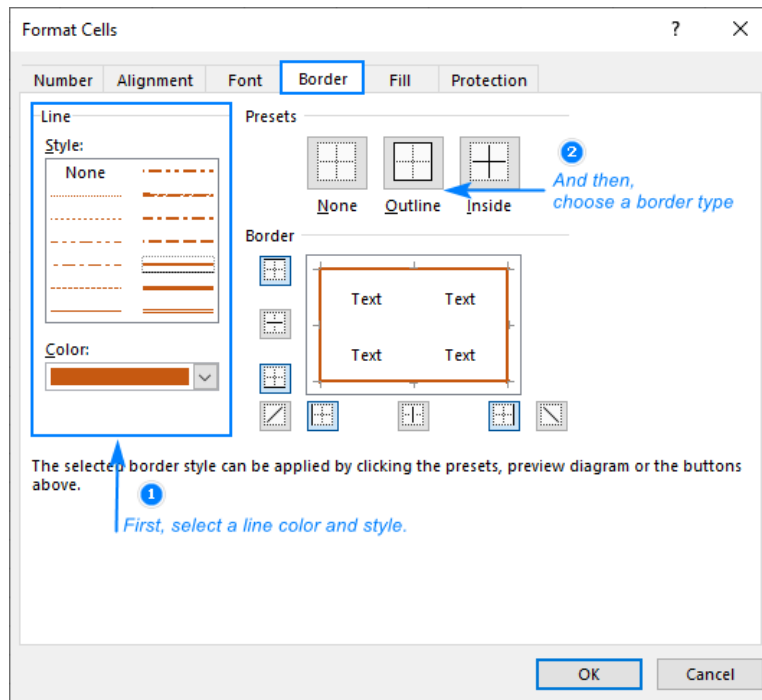 Format Cells
?
Number Alignment Font Border Fill Protection
Line
Style:
None
Color:
Presets
None Outline Inside
2
And then,
choose a border type
Border
Text Text
Text Text
The selected border style can be applied by clicking the presets, preview diagram or the buttons
above.
1
First, select a line color and style.
OK Cancel